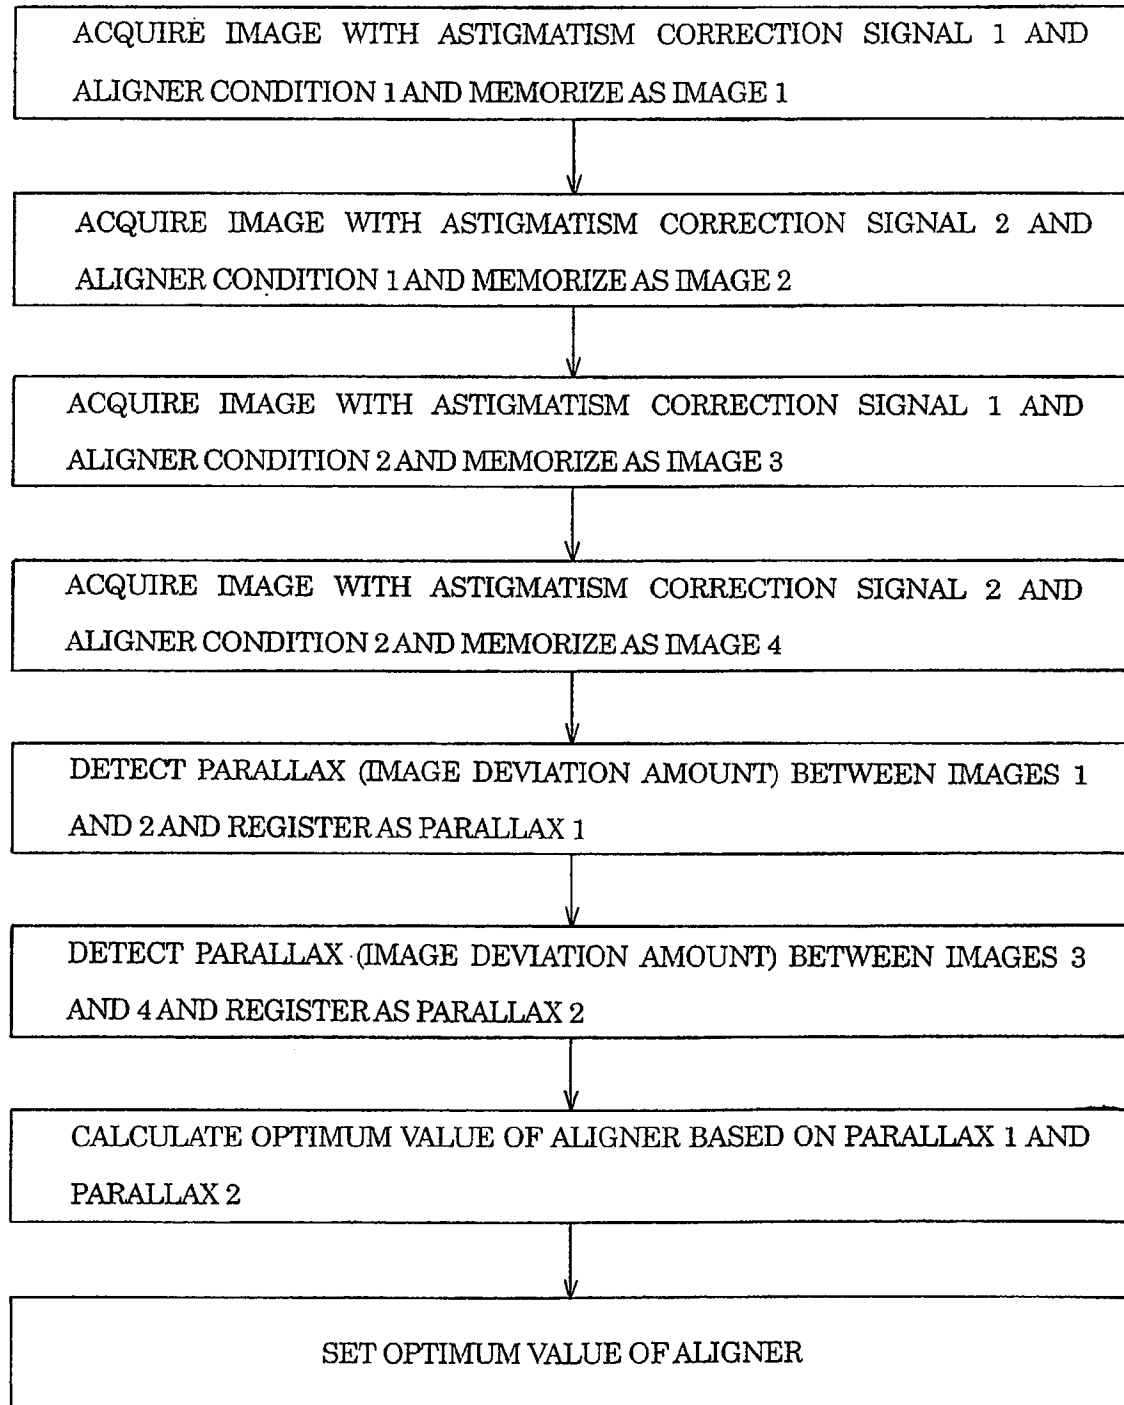 ACQUIRE IMAGE WITH ASTIGMATISM CORRECTION SIGNAL 1 AND
ALIGNER CONDITION 1 AND MEMORIZE AS IMAGE 1
ACQUIRE IMAGE WITH ASTIGMATISM CORRECTION SIGNAL 2 AND
ALIGNER CONDITION 1 AND MEMORIZE AS IMAGE 2
ACQUIRE IMAGE WITH ASTIGMATISM CORRECTION SIGNAL 1 AND
ALIGNER CONDITION 2 AND MEMORIZE AS IMAGE 3
ACQUIRE IMAGE WITH ASTIGMATISM CORRECTION SIGNAL 2 AND
ALIGNER CONDITION 2 AND MEMORIZE AS IMAGE 4
DETECT PARALLAX (IMAGE DEVIATION AMOUNT) BETWEEN IMAGES 1
AND 2 AND REGISTER AS PARALLAX 1
DETECT PARALLAX (IMAGE DEVIATION AMOUNT) BETWEEN IMAGES 3
AND 4 AND REGISTER AS PARALLAX 2
CALCULATE OPTIMUM VALUE OF ALIGNER BASED ON PARALLAX 1 AND
PARALLAX 2
SET OPTIMUM VALUE OF ALIGNER